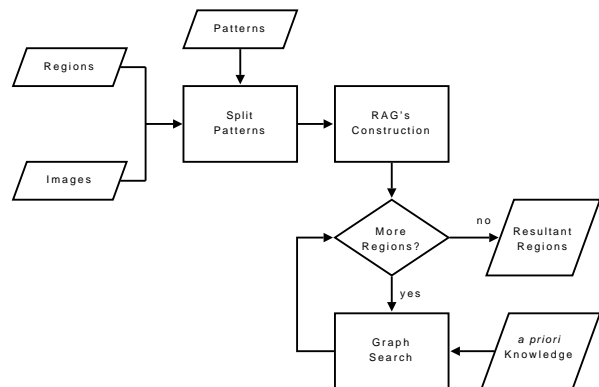 Patterns
Regions
Split
Patterns
RAG's
Construction
Images
More
Regions?
no
Resultant
Regions
yes
Graph
Search
a priori
Knowledge